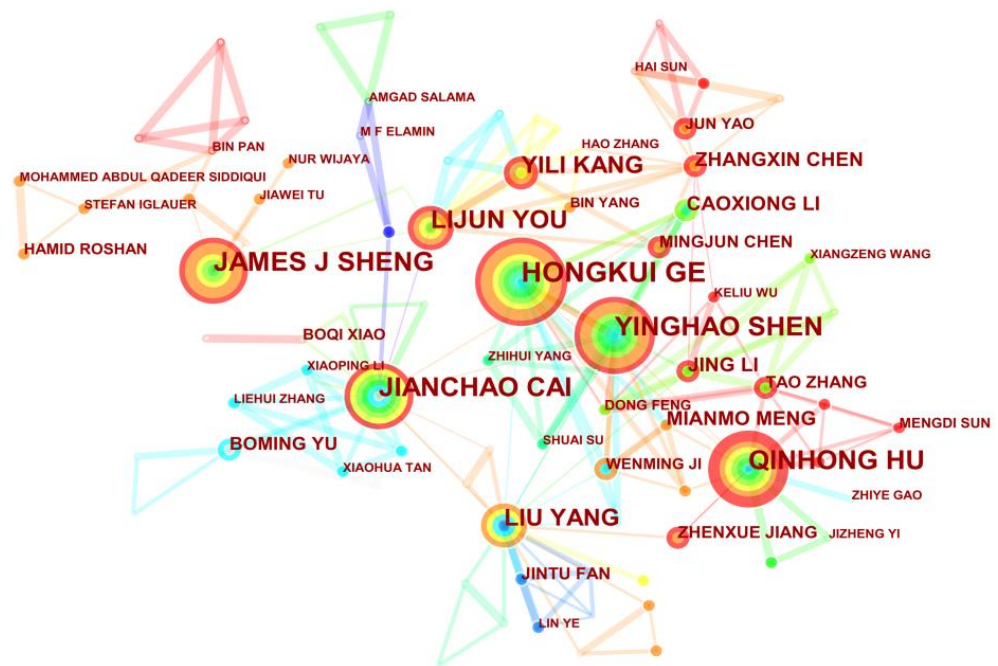 HAI SUN
AMGAD SALAMA
JUN YAO
M F ELAMIN
HAO ZHANG
BIN PAN
NUR WIJAYA
YILI KANG
ZHANGXIN CHEN
MOHAMMED ABDUL QADEER SIDDIQUI
JIAWEI TU
STEFAN IGLAUER
BIN YANG
CAOXIONG LI
LIJUN YOU
HAMID ROSHAN
MINGJUN CHEN
XIANGZENG WANG
JAMES J SHENG
HONGKUI GE
KELIU WU
YINGHAO SHEN
BOQI XIAO
ZHIHUI YANG
XIAOPING LI
JING LI
JIANCHAO CAI
TAO ZHANG
LIEHUI ZHANG
DONG FENG
MIANMO MENG
MENGDI SUN
BOMING YU
SHUAI SU
XIAOHUA TAN
WENMING JI
QINHONG HU
ZHIYE GAO
LIU YANG
ZHENXUE JIANG
JIZHENG YI
JINTU FAN
LIN YE